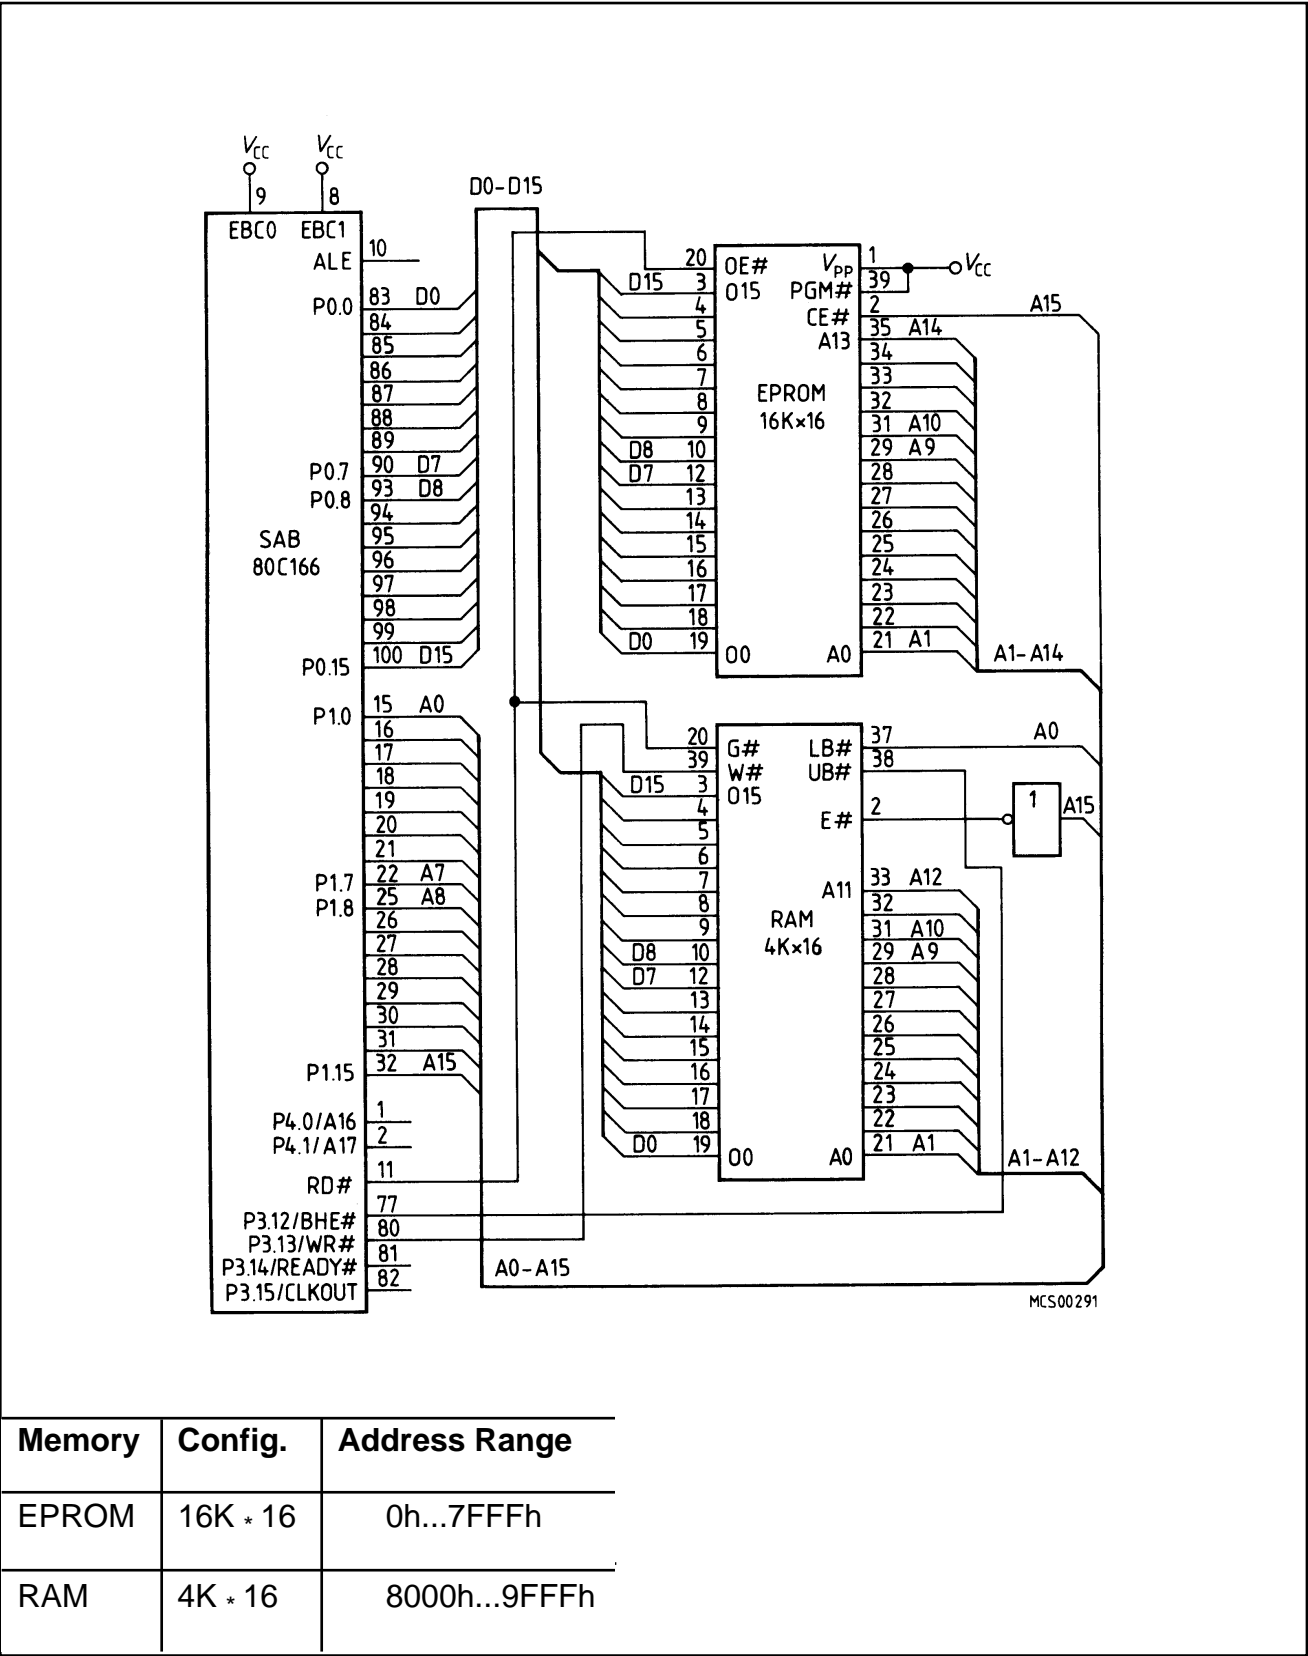 VCC VCC
9 8
D0-D15
EBC0 EBC1
ALE 10
P0.0 83 D0
84
85
86
87
88
89
P0.7 90 D7
P0.8 93 D8
94
95
96
97
98
99
P0.15 100 D15
SAB
80C166
P1.0 15 A0
16
17
18
19
20
21
P1.7 22 A7
P1.8 25 A8
26
27
28
29
30
31
P1.15 32 A15
P4.0/A16 1
P4.1/A17 2
RD# 11
P3.12/BHE# 77
P3.13/WR# 80
P3.14/READY# 81
P3.15/CLKOUT 82
A0-A15
20 OE#
D15 3 O15
4
5
6
7
8
9
D8 10
D7 12
13
14
15
16
17
18
D0 19 O0
EPROM
16K×16
VPP 1 VCC
PGM# 39
CE# 2 A15
A13 35 A14
34
33
32
31 A10
29 A9
28
27
26
25
24
23
22
A0 21 A1
A1-A14
20 G#
39 W#
D15 3 O15
4
5
6
7
8
9
D8 10
D7 12
13
14
15
16
17
18
D0 19 O0
RAM
4K×16
LB# 37 A0
UB# 38
E# 2 1 A15
A11 33 A12
32
31 A10
29 A9
28
27
26
25
24
23
22
A0 21 A1
A1-A12
MCS00291
Memory Config. Address Range
EPROM 16K * 16 0h...7FFFh
RAM 4K * 16 8000h...9FFFh